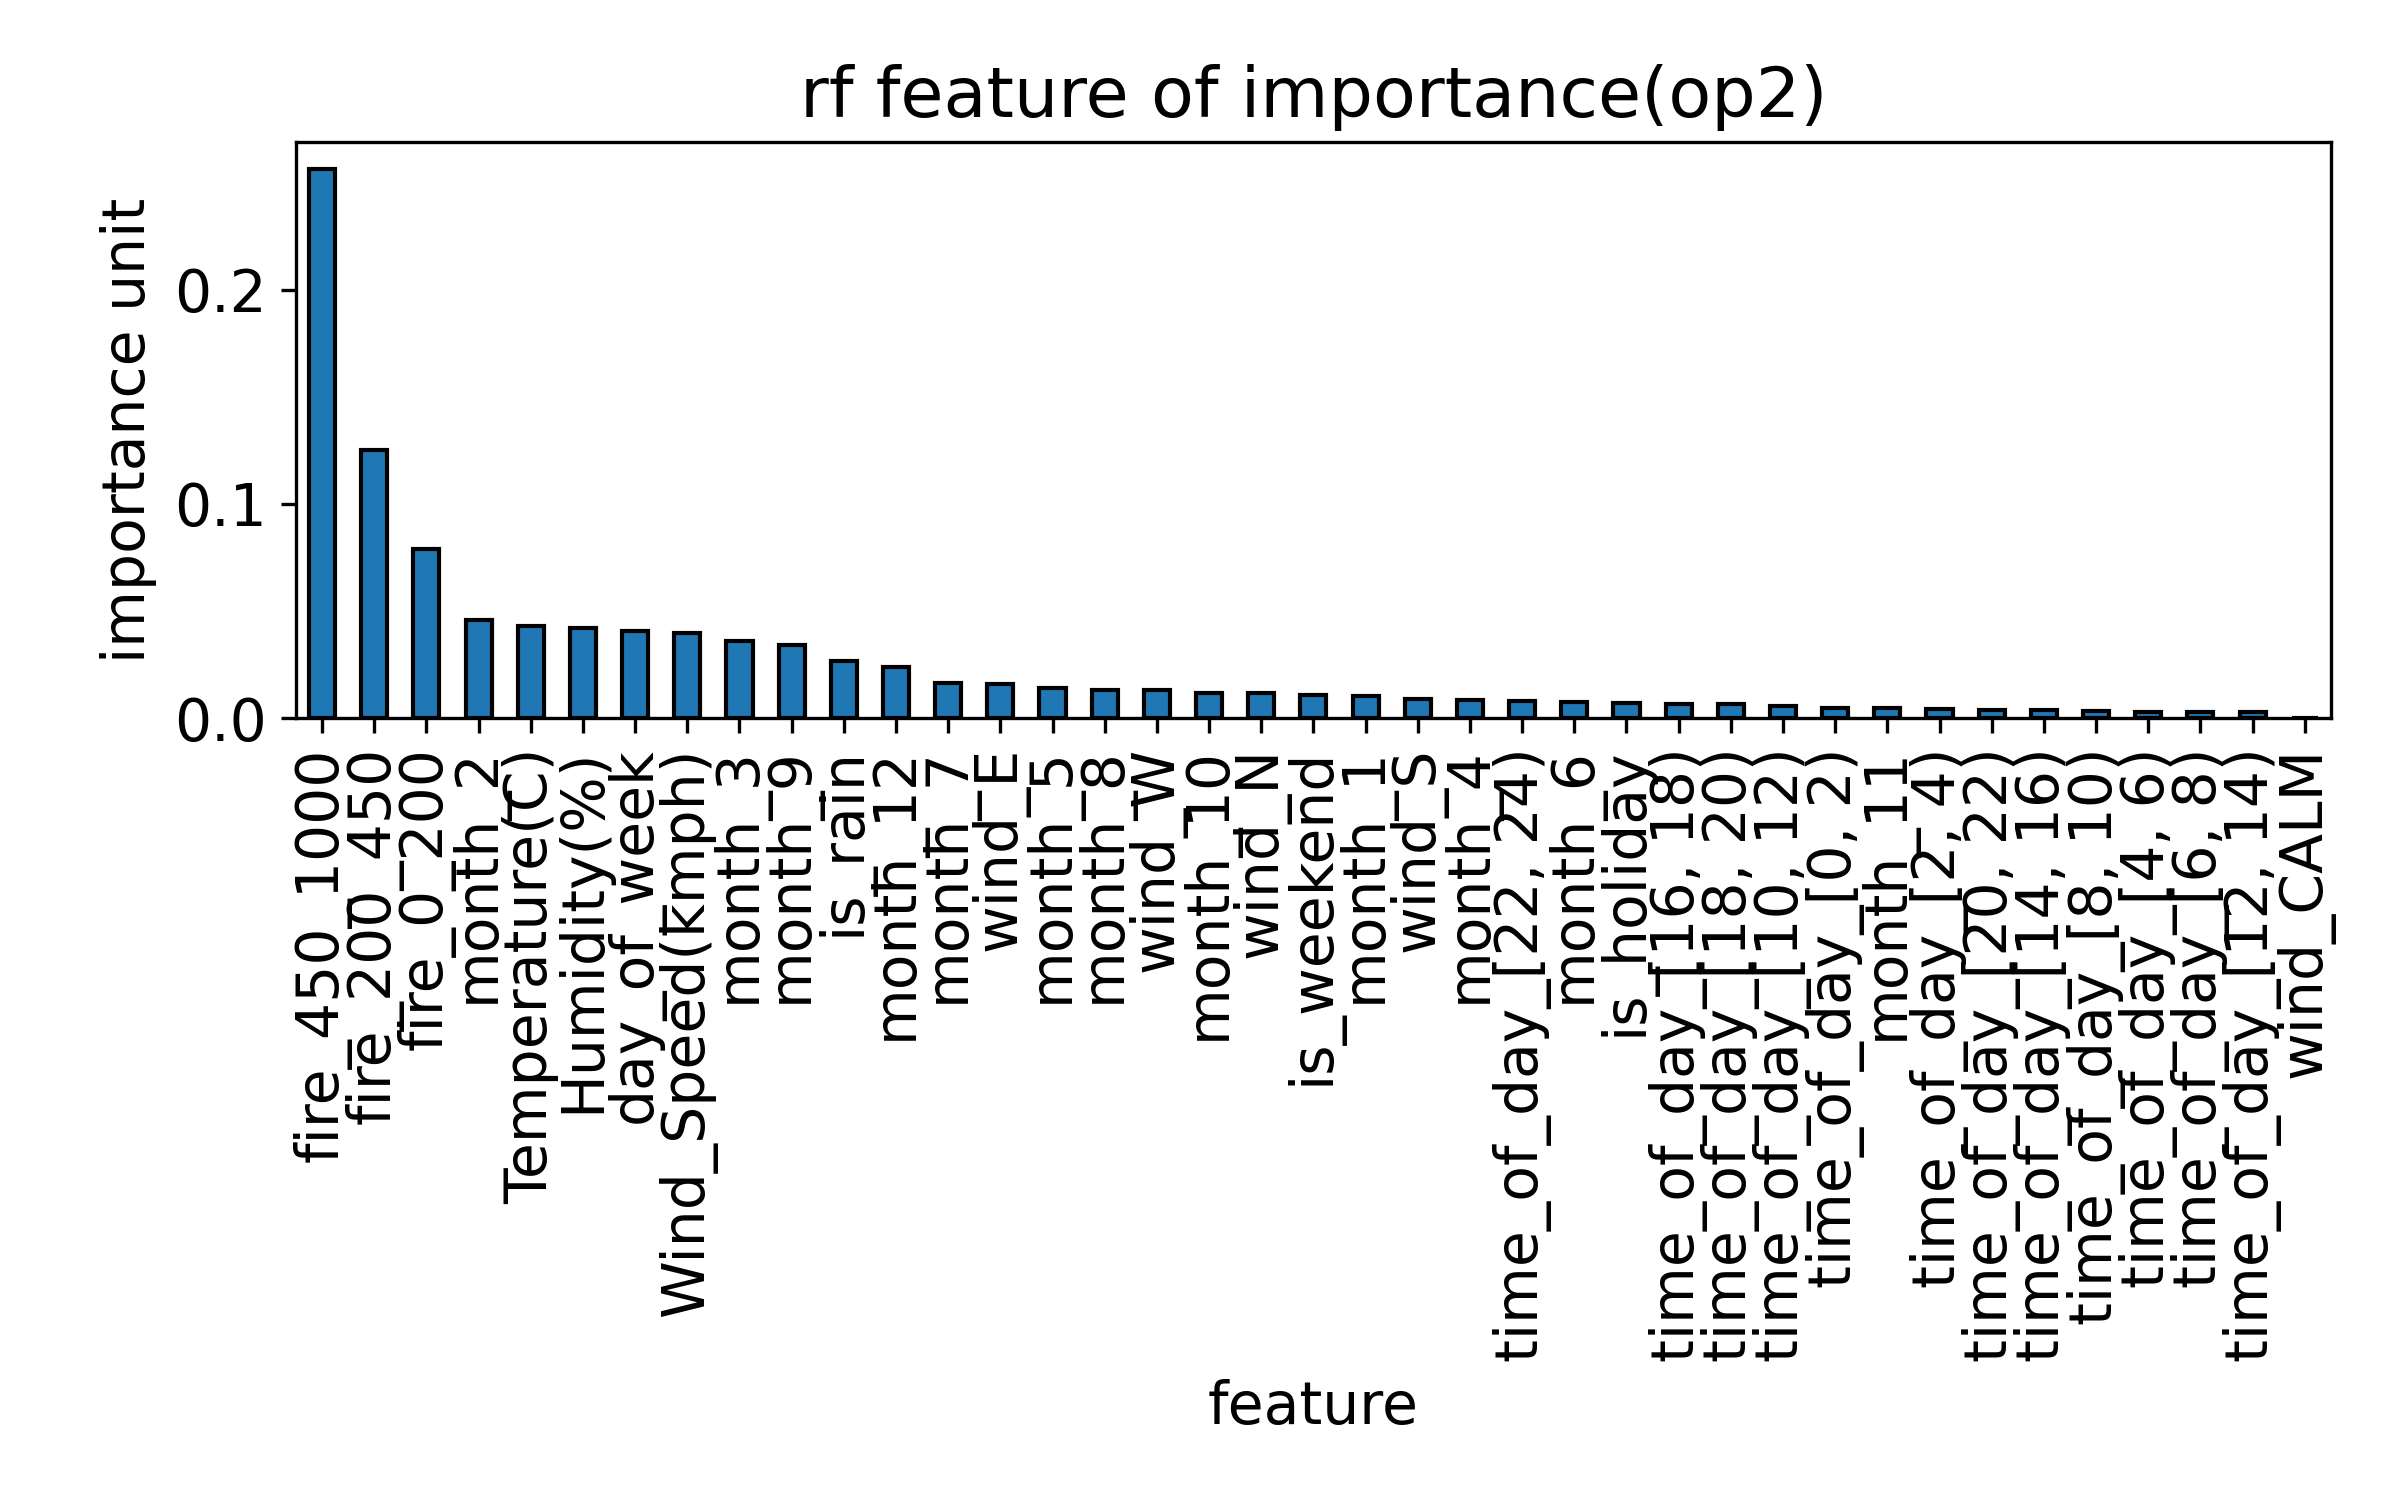 rf feature of importance(op2)
importance unit
0.2
0.1
0.0
fire_450_1000
fire_200_450
fire_0_200
month_2
Temperature(C)
Humidity(%)
day_of_week
Wind_Speed(kmph)
month_3
month_9
is_rain
month_12
month_7
wind_E
month_5
month_8
wind_W
month_10
wind_N
is_weekend
month_1
wind_S
month_4
time_of_day_[22, 24)
month_6
is_holiday
time_of_day_[16, 18)
time_of_day_[18, 20)
time_of_day_[10, 12)
time_of_day_[0, 2)
month_11
time_of_day_[2, 4)
time_of_day_[20, 22)
time_of_day_[14, 16)
time_of_day_[8, 10)
time_of_day_[4, 6)
time_of_day_[6, 8)
time_of_day_[12, 14)
wind_CALM
feature